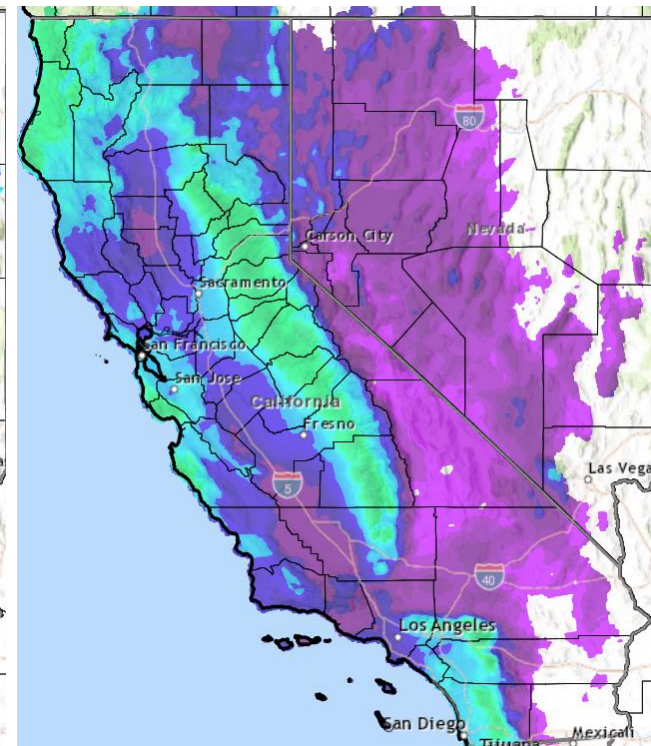 80
Nevada
Carson City
Sacramento
San Francisco
San Jose
California
Fresno
5
Las Vega
40
Los Angeles
San Diego
Mexicali
Tijuana